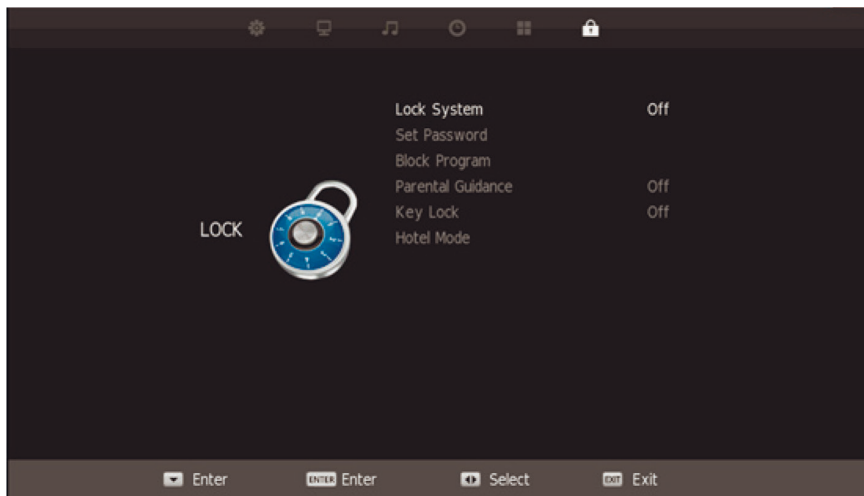 Lock System Off
Set Password
Block Program
Parental Guidance Off
Key Lock Off
Hotel Mode
LOCK
Enter ENTER Enter Select EXIT Exit